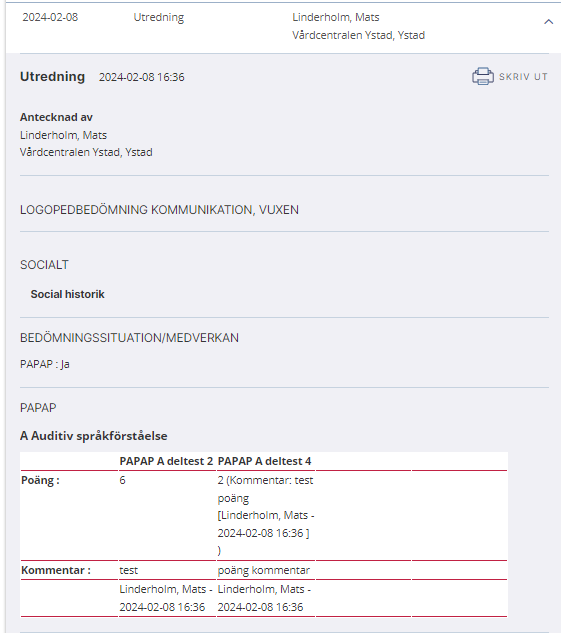 2024-02-08 Utredning Linderholm, Mats
Vårdcentralen Ystad, Ystad
Utredning 2024-02-08 16:36 SKRIV UT
Antecknad av
Linderholm, Mats
Vårdcentralen Ystad, Ystad
LOGOPEDBEDÖMNING KOMMUNIKATION, VUXEN
SOCIALT
Social historik
BEDÖMNINGSSITUATION/MEDVERKAN
PAPAP : Ja
PAPAP
A Auditiv språkförståelse
PAPAP A deltest 2 PAPAP A deltest 4
Poäng : 6 2 (Kommentar: test
poäng
[Linderholm, Mats -
2024-02-08 16:36 ]
)
Kommentar : test poäng kommentar
Linderholm, Mats - Linderholm, Mats -
2024-02-08 16:36 2024-02-08 16:36